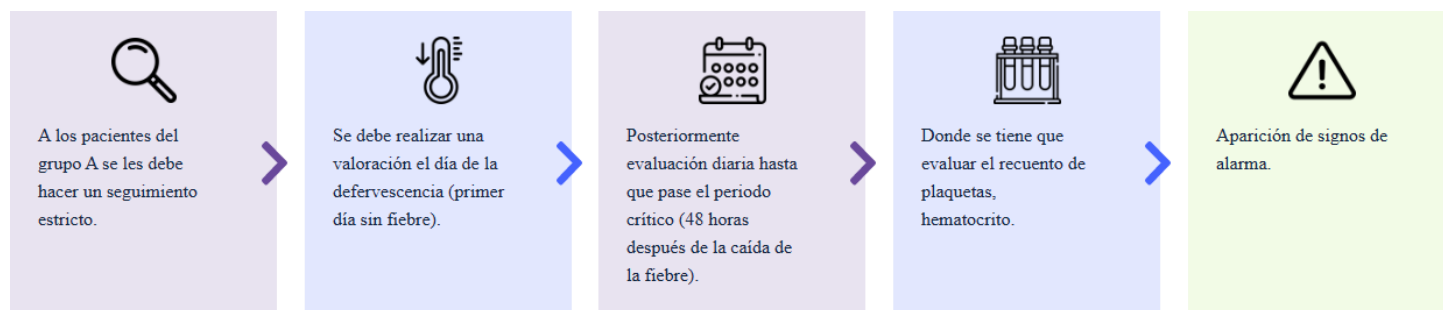 A los pacientes del
grupo A se les debe
hacer un seguimiento
estricto.
Se debe realizar una
valoración el día de la
defervescencia (primer
día sin fiebre).
Posteriormente
evaluación diaria hasta
que pase el periodo
crítico (48 horas
después de la caída de
la fiebre).
Donde se tiene que
evaluar el recuento de
plaquetas,
hematocrito.
Aparición de signos de
alarma.